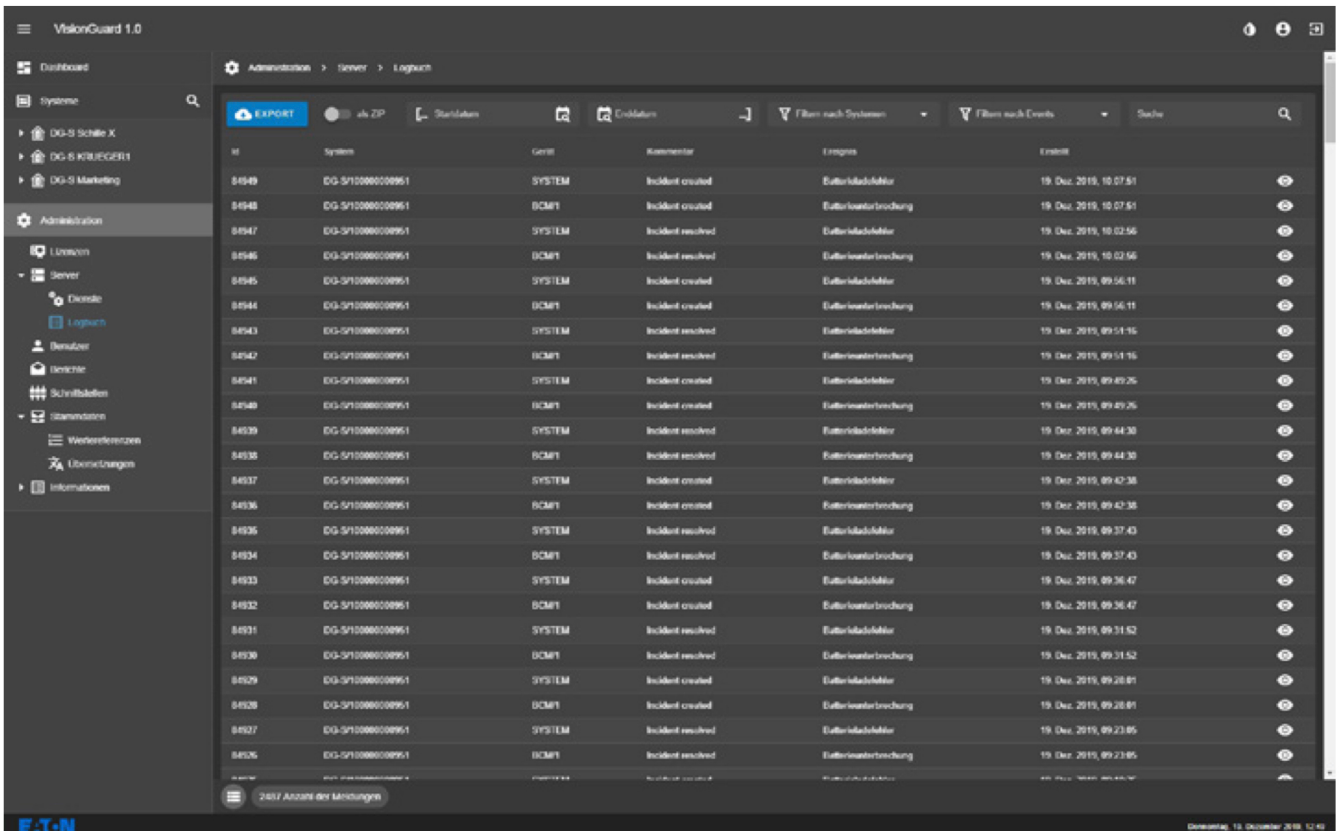 VisionGuard 1.0
Dashboard
Administration > Server > Logbuch
Systeme
EXPORT als ZIP Startdatum Enddatum Filtern nach Systemen Filtern nach Events Suche
DG-S Schille X
DG-S KRUEGER1
DG-S Marketing
Administration
Lizenzen
Server
Dienste
Logbuch
Benutzer
Berichte
Schnittstellen
Stammdaten
Wertereferenzen
Übersetzungen
Informationen
Id System Gerät Kommentar Ereignis Erstellt
84949 DG-S/100000000951 SYSTEM Incident created Batterieladefehler 19. Dez. 2019, 10.07.51
84948 DG-S/100000000951 BCM/1 Incident created Batterieunterbrechung 19. Dez. 2019, 10.07.51
84947 DG-S/100000000951 SYSTEM Incident resolved Batterieladefehler 19. Dez. 2019, 10.02.56
84946 DG-S/100000000951 BCM/1 Incident resolved Batterieunterbrechung 19. Dez. 2019, 10.02.56
84945 DG-S/100000000951 SYSTEM Incident created Batterieladefehler 19. Dez. 2019, 09.56.11
84944 DG-S/100000000951 BCM/1 Incident created Batterieunterbrechung 19. Dez. 2019, 09.56.11
84943 DG-S/100000000951 SYSTEM Incident resolved Batterieladefehler 19. Dez. 2019, 09.51.16
84942 DG-S/100000000951 BCM/1 Incident resolved Batterieunterbrechung 19. Dez. 2019, 09.51.16
84941 DG-S/100000000951 SYSTEM Incident created Batterieladefehler 19. Dez. 2019, 09.49.26
84940 DG-S/100000000951 BCM/1 Incident created Batterieunterbrechung 19. Dez. 2019, 09.49.26
84939 DG-S/100000000951 SYSTEM Incident resolved Batterieladefehler 19. Dez. 2019, 09.44.30
84938 DG-S/100000000951 BCM/1 Incident resolved Batterieunterbrechung 19. Dez. 2019, 09.44.30
84937 DG-S/100000000951 SYSTEM Incident created Batterieladefehler 19. Dez. 2019, 09.42.38
84936 DG-S/100000000951 BCM/1 Incident created Batterieunterbrechung 19. Dez. 2019, 09.42.38
84935 DG-S/100000000951 SYSTEM Incident resolved Batterieladefehler 19. Dez. 2019, 09.37.43
84934 DG-S/100000000951 BCM/1 Incident resolved Batterieunterbrechung 19. Dez. 2019, 09.37.43
84933 DG-S/100000000951 SYSTEM Incident created Batterieladefehler 19. Dez. 2019, 09.36.47
84932 DG-S/100000000951 BCM/1 Incident created Batterieunterbrechung 19. Dez. 2019, 09.36.47
84931 DG-S/100000000951 SYSTEM Incident resolved Batterieladefehler 19. Dez. 2019, 09.31.52
84930 DG-S/100000000951 BCM/1 Incident resolved Batterieunterbrechung 19. Dez. 2019, 09.31.52
84929 DG-S/100000000951 SYSTEM Incident created Batterieladefehler 19. Dez. 2019, 09.28.01
84928 DG-S/100000000951 BCM/1 Incident created Batterieunterbrechung 19. Dez. 2019, 09.28.01
84927 DG-S/100000000951 SYSTEM Incident resolved Batterieladefehler 19. Dez. 2019, 09.23.05
84926 DG-S/100000000951 BCM/1 Incident resolved Batterieunterbrechung 19. Dez. 2019, 09.23.05
2487 Anzahl der Meldungen
EATON
Donnerstag, 19. Dezember 2019 12:49